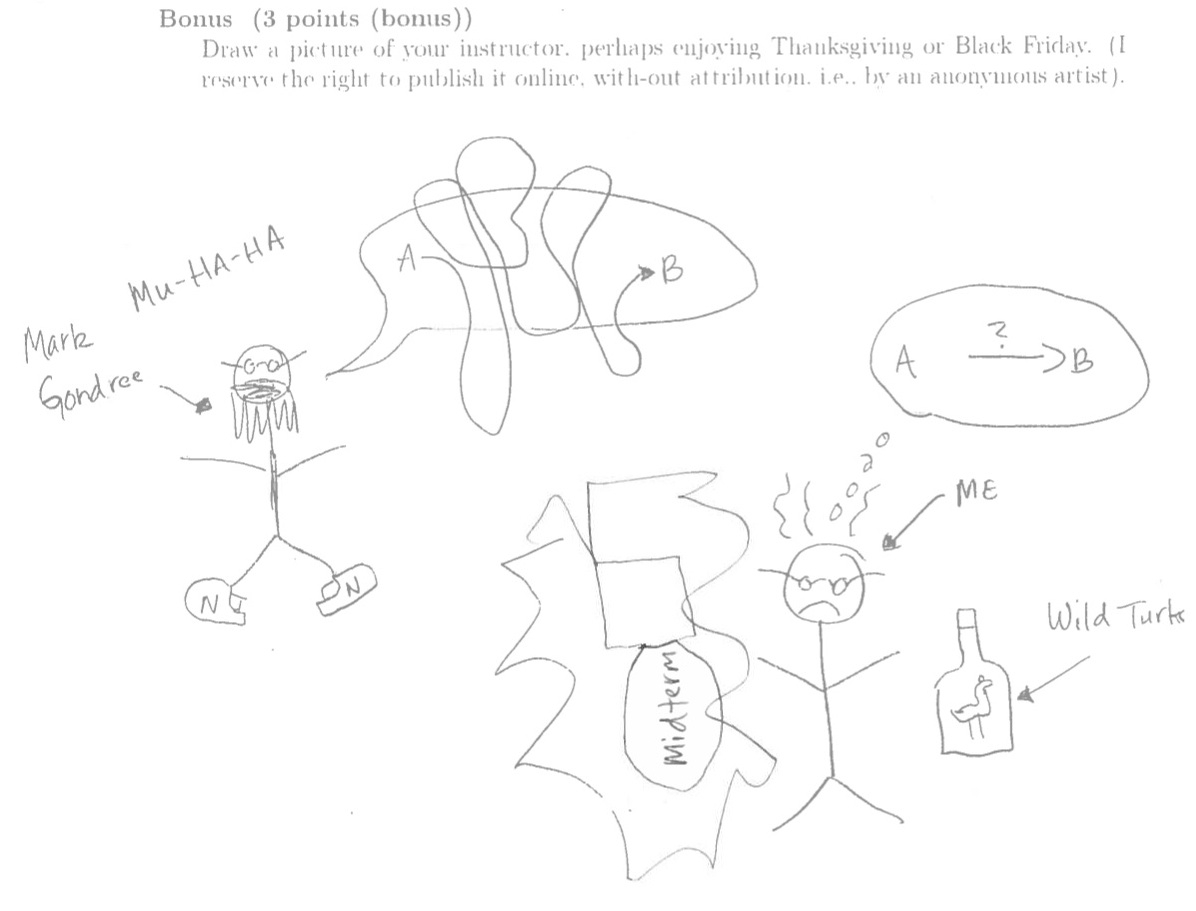 Bonus (3 points (bonus))
Draw a picture of your instructor, perhaps enjoying Thanksgiving or Black Friday. (I
reserve the right to publish it online, with-out attribution, i.e., by an anonymous artist).
Mu-HA-HA
A
B
Mark
Gondree
A ? B
ME
N
N
Midterm
Wild Turk